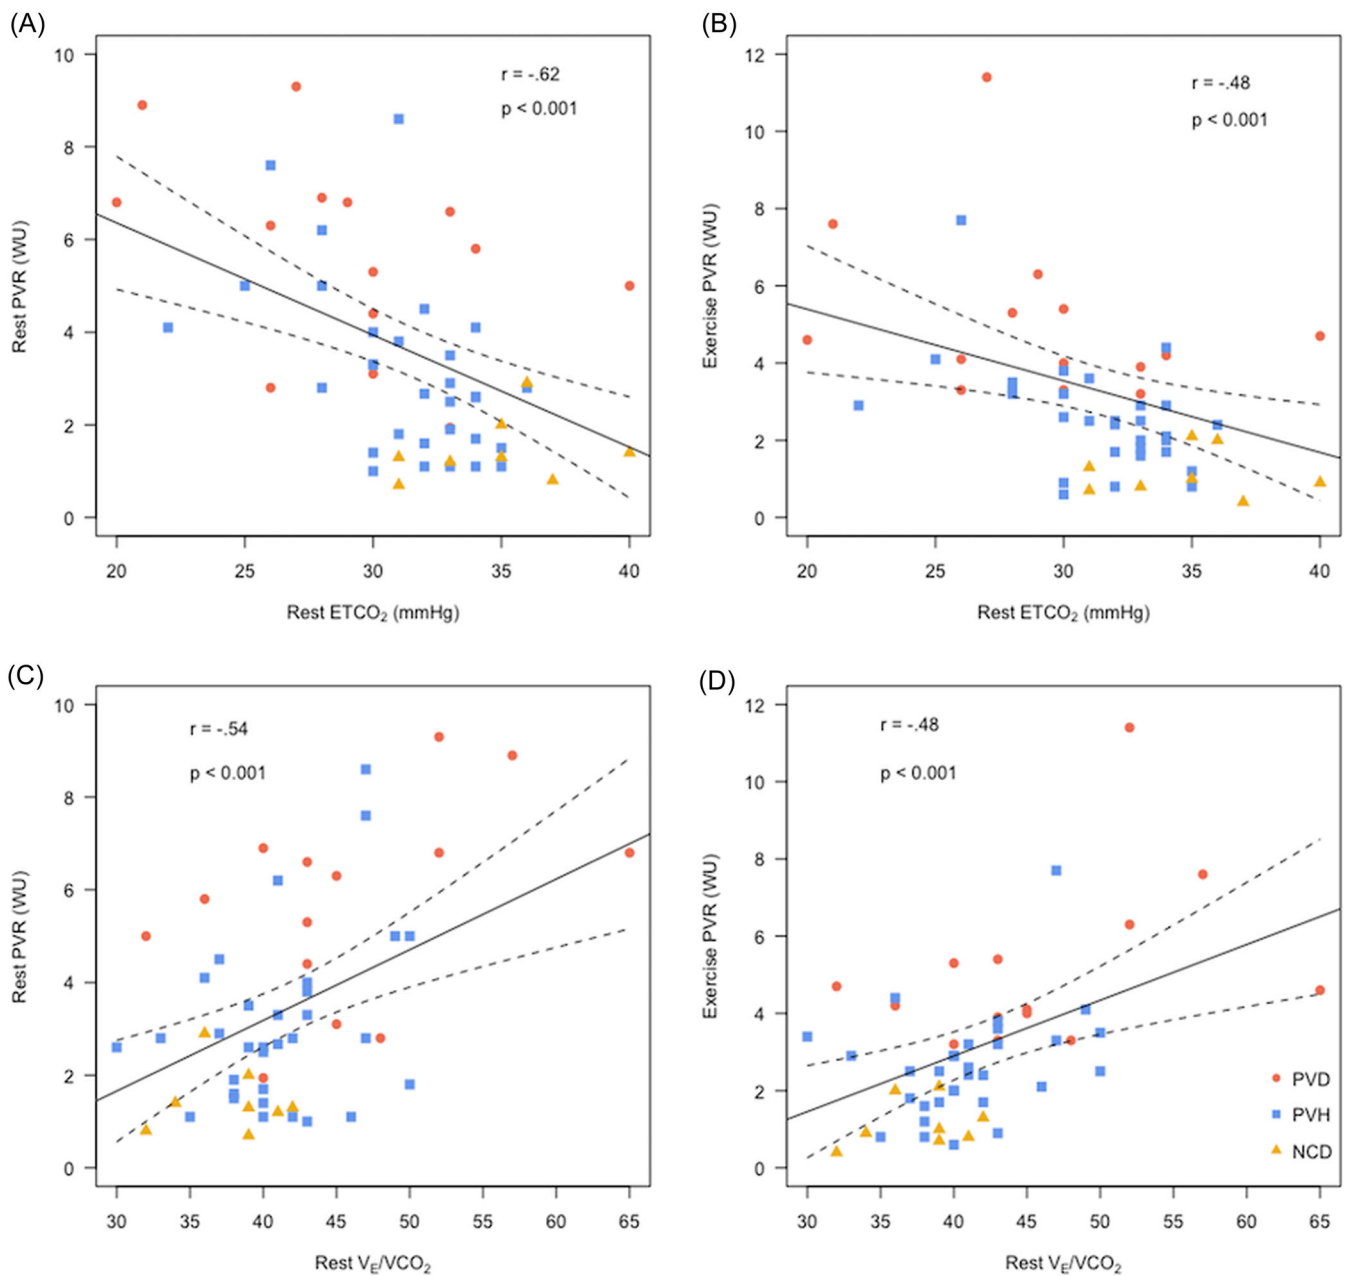 (A)
r = -.62
p < 0.001
Rest PVR (WU)
10
8
6
4
2
0
20 25 30 35 40
Rest ETCO₂ (mmHg)
(B)
r = -.48
p < 0.001
Exercise PVR (WU)
12
10
8
6
4
2
0
20 25 30 35 40
Rest ETCO₂ (mmHg)
(C)
r = -.54
p < 0.001
Rest PVR (WU)
10
8
6
4
2
0
30 35 40 45 50 55 60 65
Rest V_E/VCO₂
(D)
r = -.48
p < 0.001
Exercise PVR (WU)
12
10
8
6
4
2
0
30 35 40 45 50 55 60 65
Rest V_E/VCO₂
PVD
PVH
NCD